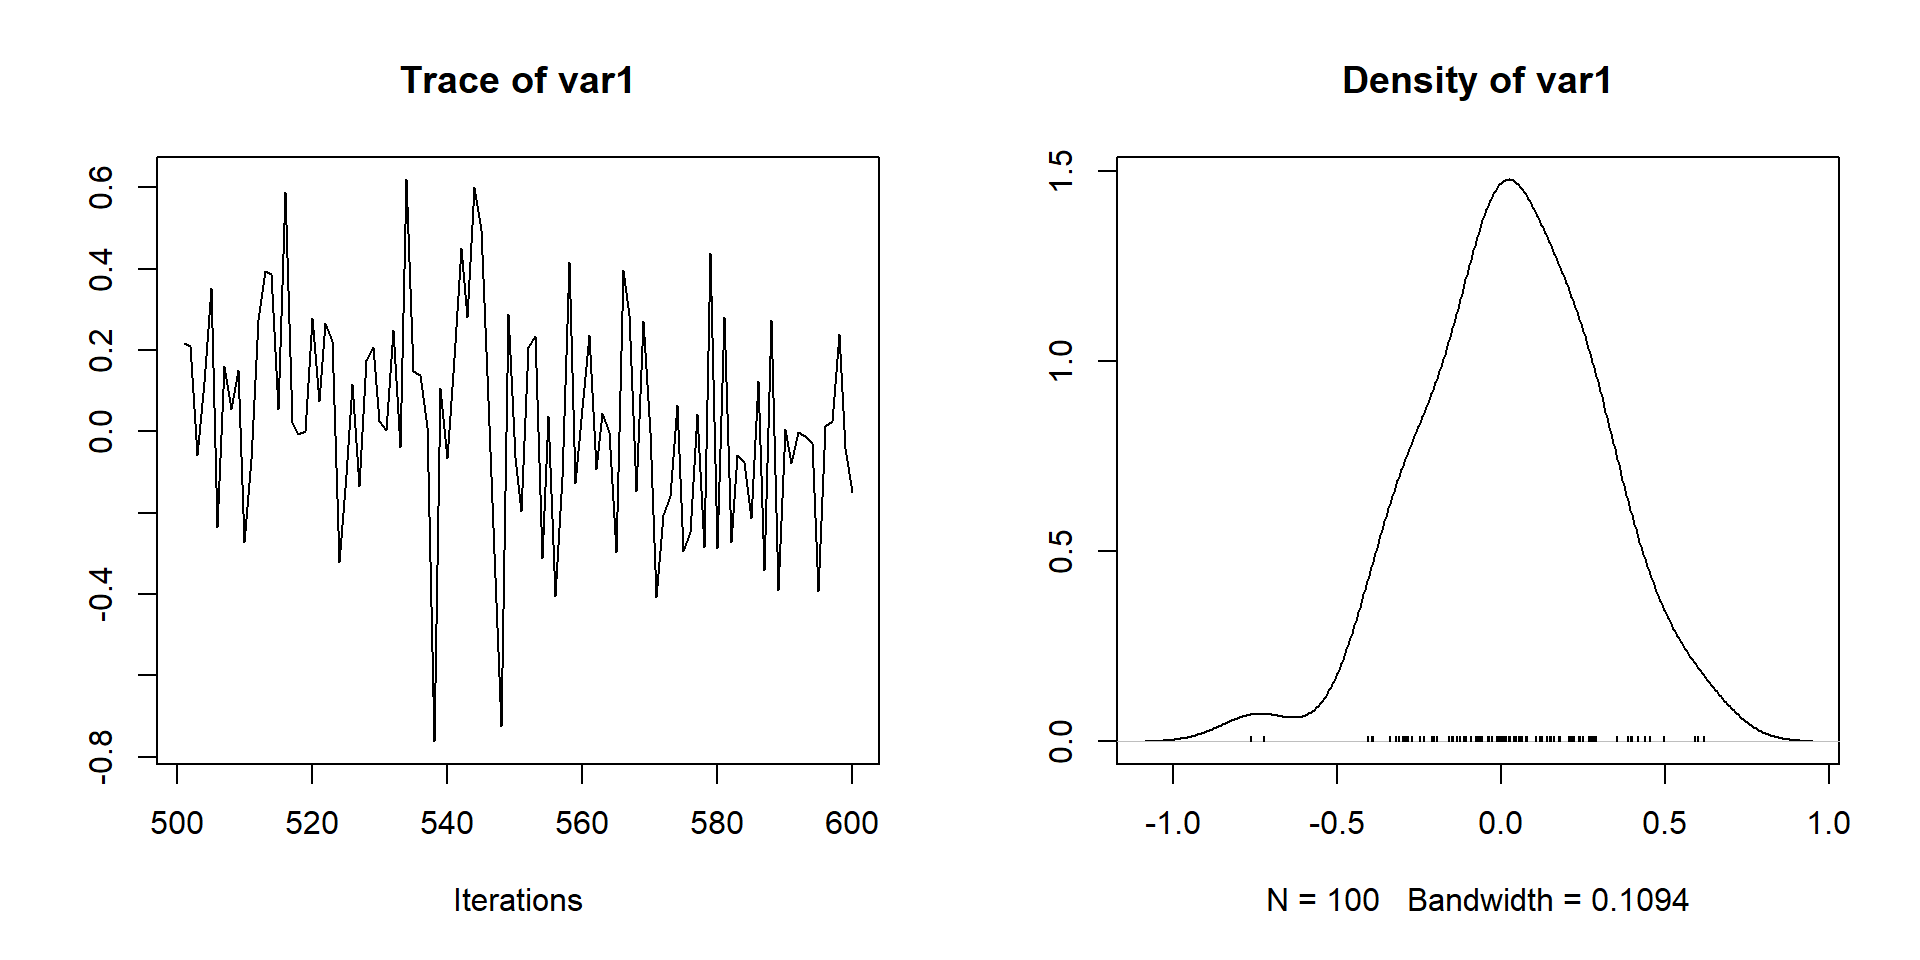 Trace of var1
0.6
0.4
0.2
0.0
-0.4
-0.8
500 520 540 560 580 600
Iterations
Density of var1
1.5
1.0
0.5
0.0
-1.0 -0.5 0.0 0.5 1.0
N = 100 Bandwidth = 0.1094